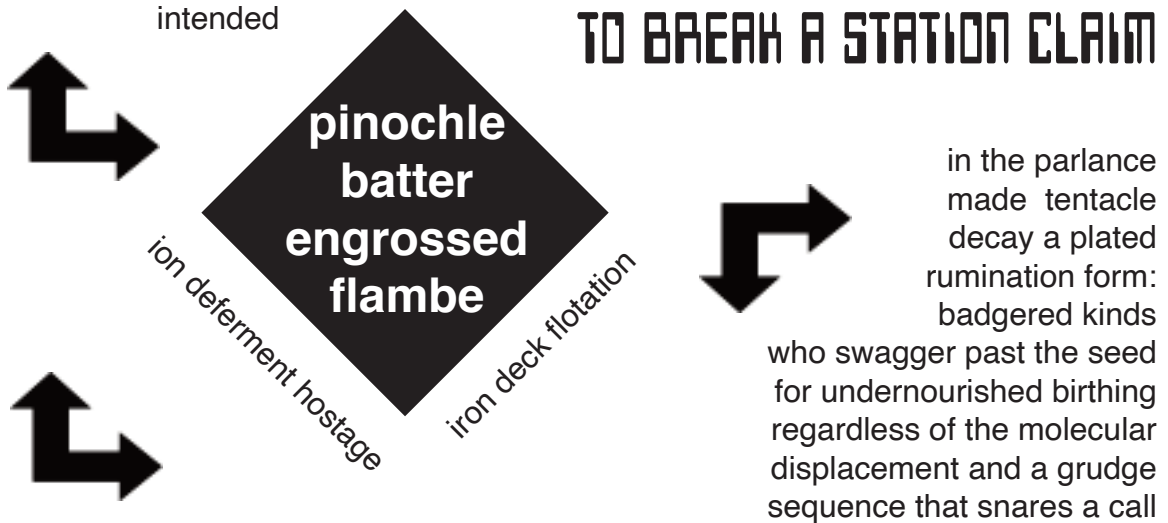 intended
TO BREAK A STATION CLAIM
pinochle
batter
engrossed
flambe
ion deferment hostage
iron deck flotation
in the parlance
made  tentacle
decay a plated
rumination form:
badgered kinds
who swagger past the seed
for undernourished birthing
regardless of the molecular
displacement and a grudge
sequence that snares a call